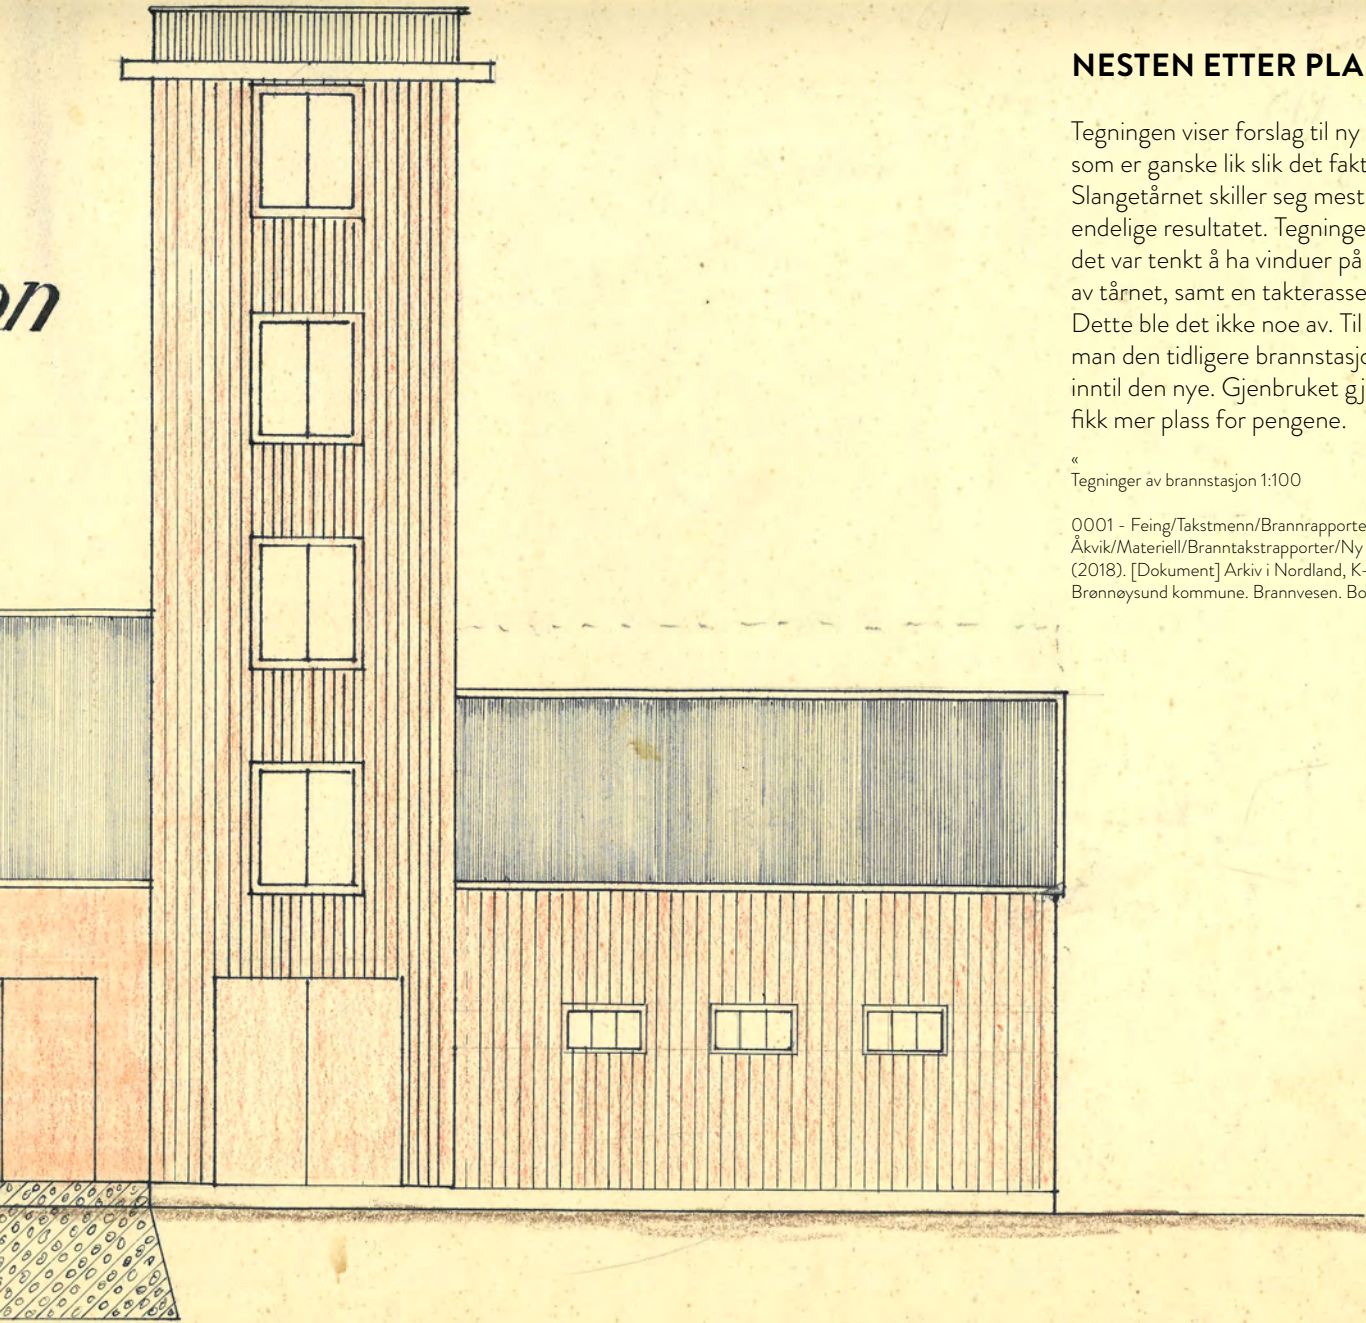 on
NESTEN ETTER PLA
Tegningen viser forslag til ny
som er ganske lik slik det fakt
Slangetårnet skiller seg mest
endelige resultatet. Tegninge
det var tenkt å ha vinduer på
av tårnet, samt en takterasse
Dette ble det ikke noe av. Til
man den tidligere brannstasjo
inntil den nye. Gjenbruket gj
fikk mer plass for pengene.
«
Tegninger av brannstasjon 1:100
0001 - Feing/Takstmenn/Brannrapporte
Åkvik/Materiell/Branntakstrapporter/Ny
(2018). [Dokument] Arkiv i Nordland, K-
Brønnøysund kommune. Brannvesen. Bo